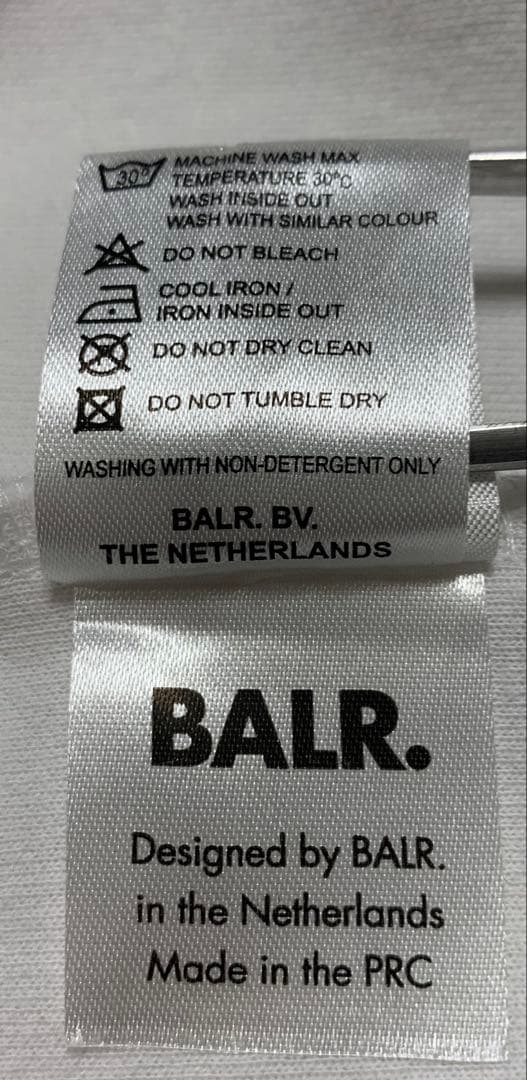 30°
MACHINE WASH MAX
TEMPERATURE 30°C
WASH INSIDE OUT
WASH WITH SIMILAR COLOUR
DO NOT BLEACH
COOL IRON /
IRON INSIDE OUT
DO NOT DRY CLEAN
DO NOT TUMBLE DRY
WASHING WITH NON-DETERGENT ONLY
BALR. BV.
THE NETHERLANDS
BALR.
Designed by BALR.
in the Netherlands
Made in the PRC